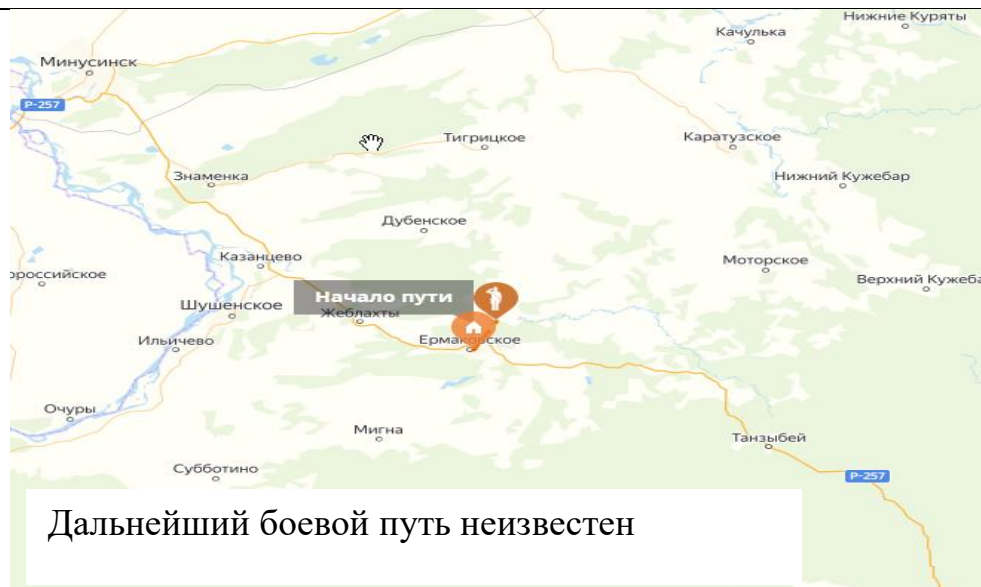 Нижние Куряты
Качулька
Минусинск
Р-257
Тигрицкое
Каратузское
Знаменка
Нижний Кужебар
Дубенское
Казанцево
Моторское
ороссийское
Верхний Кужеба
Начало пути
Шушенское
Жеблахты
Ильичево
Ермаковское
Очуры
Мигна
Танзыбей
Субботино
Р-257
Дальнейший боевой путь неизвестен